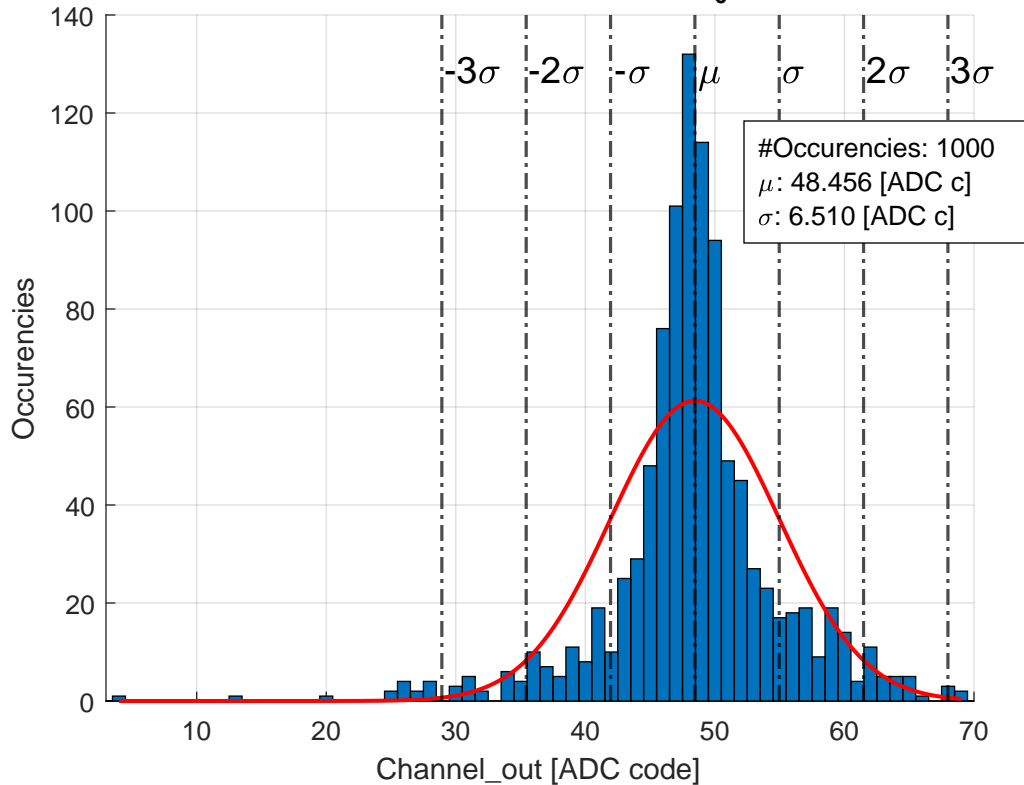 140
120
100
80
60
40
20
0
-3σ -2σ -σ μ σ 2σ 3σ
#Occurencies: 1000
μ: 48.456 [ADC c]
σ: 6.510 [ADC c]
Occurencies
10 20 30 40 50 60 70
Channel_out [ADC code]